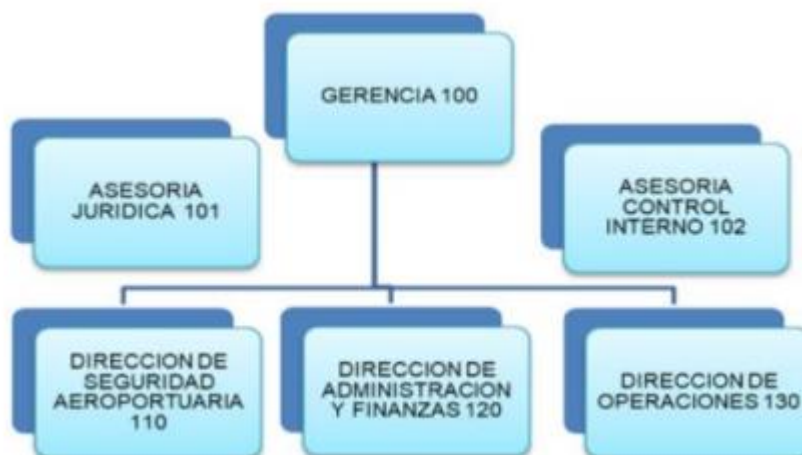 GERENCIA 100
ASESORIA
JURIDICA 101
ASESORIA
CONTROL
INTERNO 102
DIRECCION DE
SEGURIDAD
AEROPORTUARIA
110
DIRECCION DE
ADMINISTRACION
Y FINANZAS 120
DIRECCION DE
OPERACIONES 130